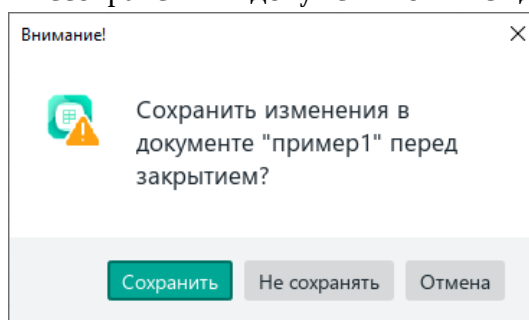 Внимание!
Сохранить изменения в
документе "пример1" перед
закрытием?
Сохранить Не сохранять Отмена